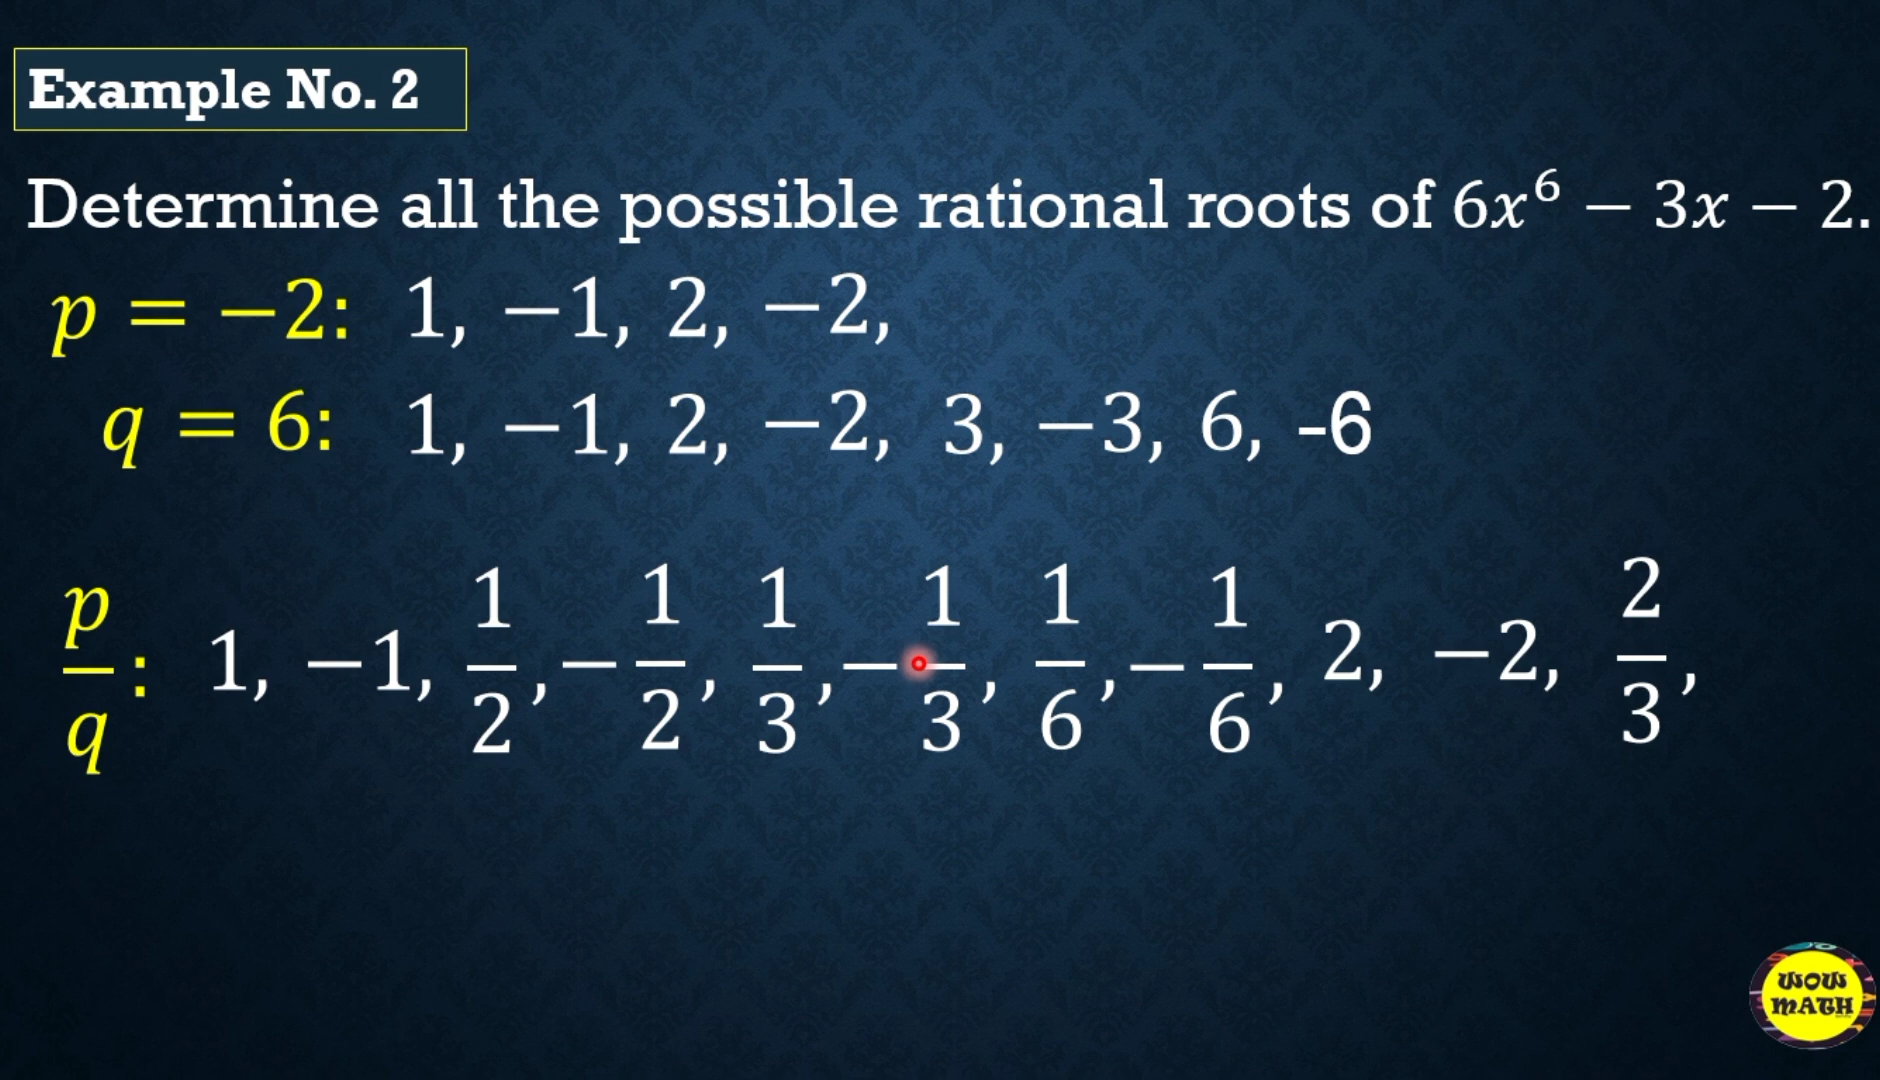 Example No. 2
Determine all the possible rational roots of 6x⁶ − 3x − 2.
p = −2: 1, −1, 2, −2,
q = 6: 1, −1, 2, −2, 3, −3, 6, -6
p/q: 1, −1, 1/2, −1/2, 1/3, −1/3, 1/6, −1/6, 2, −2, 2/3,
WOW
MATH